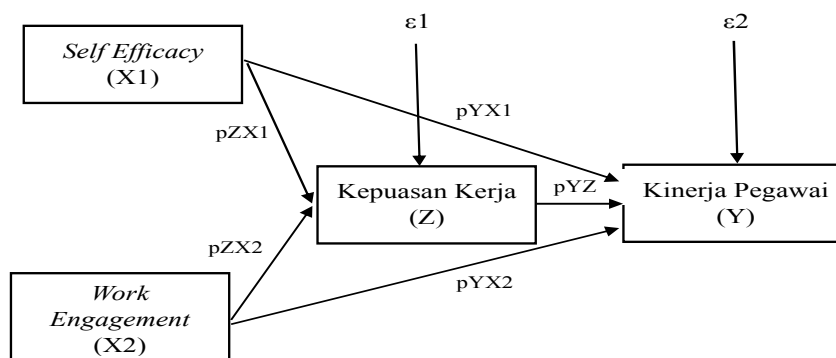 ε1
ε2
Self Efficacy
(X1)
pYX1
pZX1
Kepuasan Kerja
(Z)
pYZ
Kinerja Pegawai
(Y)
pZX2
pYX2
Work
Engagement
(X2)